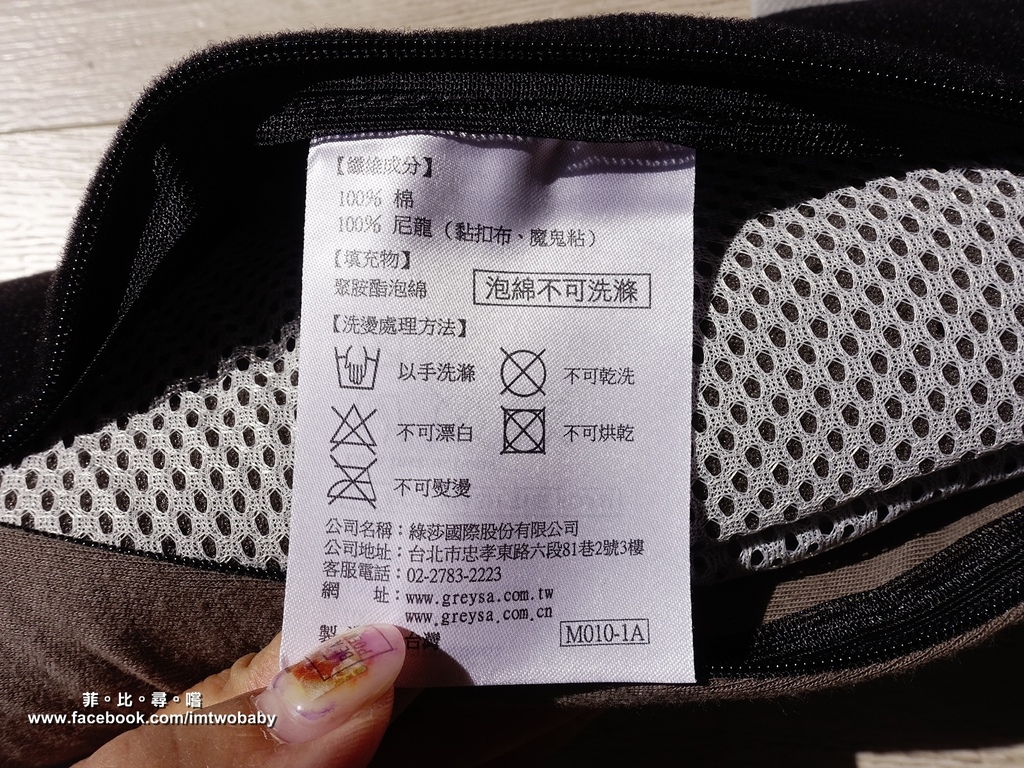 【纖維成分】
100% 棉
100% 尼龍（黏扣布、魔鬼粘）
【填充物】
聚胺酯泡綿
泡綿不可洗滌
【洗燙處理方法】
以手洗滌 不可乾洗
不可漂白 不可烘乾
不可熨燙
公司名稱：綠莎國際股份有限公司
公司地址：台北市忠孝東路六段81巷2號3樓
客服電話：02-2783-2223
網 址：www.greysa.com.tw
www.greysa.com.cn
製 台灣
M010-1A
菲。比。尋。嚐
www.facebook.com/imtwobaby